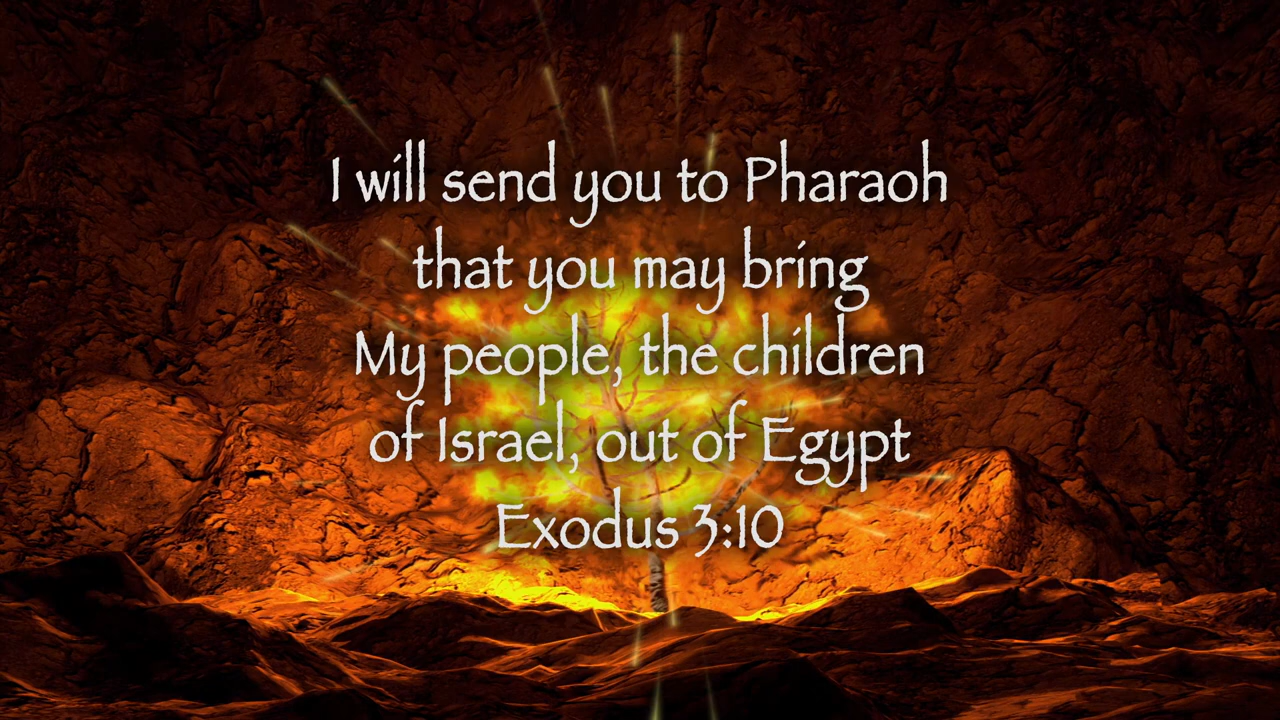 I will send you to Pharaoh
that you may bring
My people, the children
of Israel, out of Egypt
Exodus 3:10